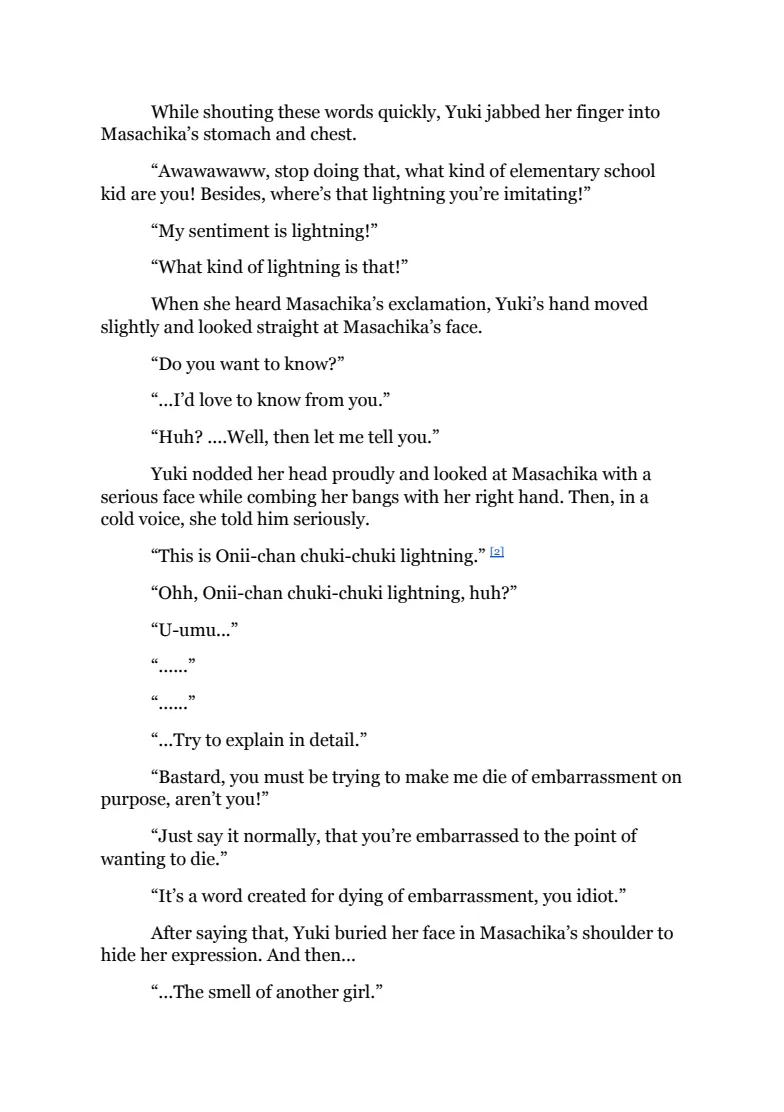 While shouting these words quickly, Yuki jabbed her finger into
Masachika’s stomach and chest.
“Awawawaww, stop doing that, what kind of elementary school
kid are you! Besides, where’s that lightning you’re imitating!”
“My sentiment is lightning!”
“What kind of lightning is that!”
When she heard Masachika’s exclamation, Yuki’s hand moved
slightly and looked straight at Masachika’s face.
“Do you want to know?”
“...I’d love to know from you.”
“Huh? ....Well, then let me tell you.”
Yuki nodded her head proudly and looked at Masachika with a
serious face while combing her bangs with her right hand. Then, in a
cold voice, she told him seriously.
“This is Onii-chan chuki-chuki lightning.” [2]
“Ohh, Onii-chan chuki-chuki lightning, huh?”
“U-umu...”
“......”
“......”
“...Try to explain in detail.”
“Bastard, you must be trying to make me die of embarrassment on
purpose, aren’t you!”
“Just say it normally, that you’re embarrassed to the point of
wanting to die.”
“It’s a word created for dying of embarrassment, you idiot.”
After saying that, Yuki buried her face in Masachika’s shoulder to
hide her expression. And then...
“...The smell of another girl.”